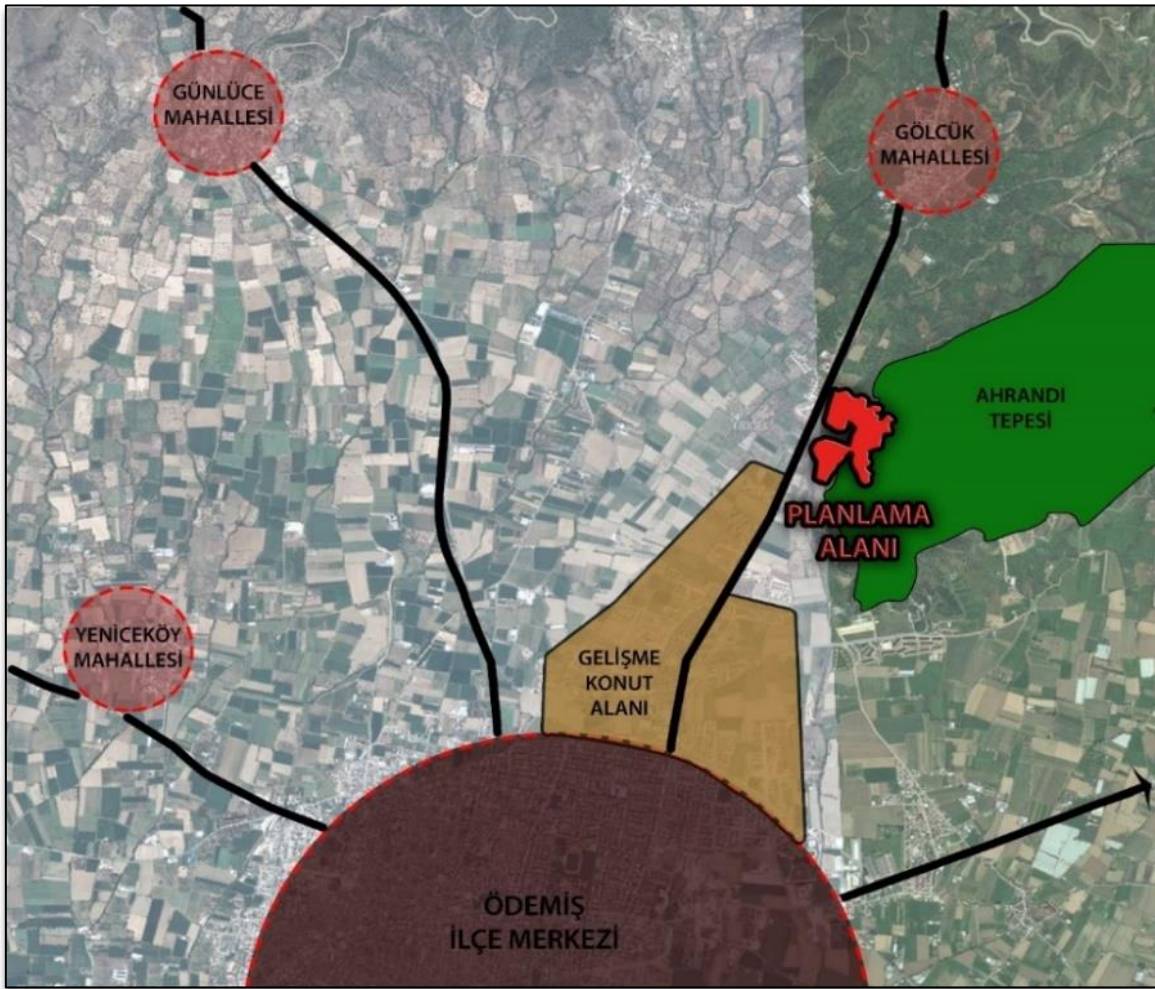 GÜNLÜCE
MAHALLESİ
GÖLCÜK
MAHALLESİ
AHRANDI
TEPESİ
PLANLAMA
ALANI
YENİCEKÖY
MAHALLESİ
GELİŞME
KONUT
ALANI
ÖDEMİŞ
İLÇE MERKEZİ